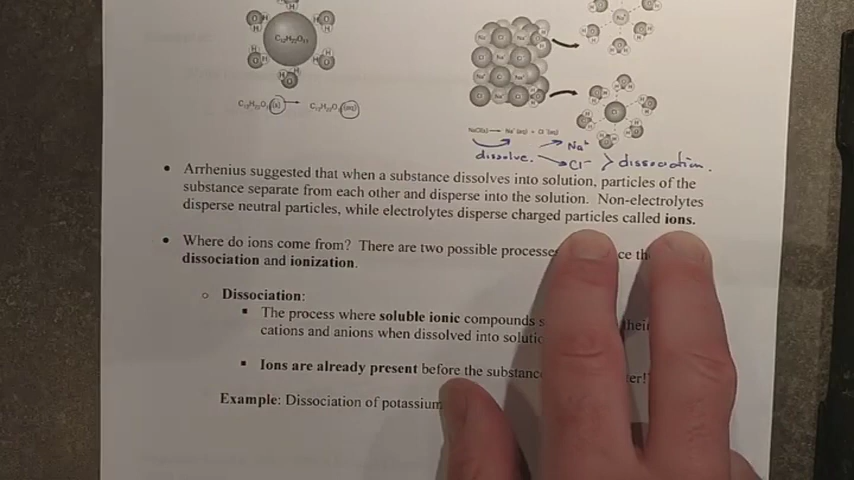 C₁₂H₂₂O₁₁
C₁₂H₂₂O₁₁(s) → C₁₂H₂₂O₁₁(aq)
NaCl(s) → Na⁺(aq) + Cl⁻(aq)
dissolve. Na⁺ Cl⁻ > dissociation.
• Arrhenius suggested that when a substance dissolves into solution, particles of the
substance separate from each other and disperse into the solution. Non-electrolytes
disperse neutral particles, while electrolytes disperse charged particles called ions.
• Where do ions come from? There are two possible processes
dissociation and ionization.
○ Dissociation:
▪ The process where soluble ionic compounds
cations and anions when dissolved into
▪ Ions are already present before the substance
Example: Dissociation of potassium